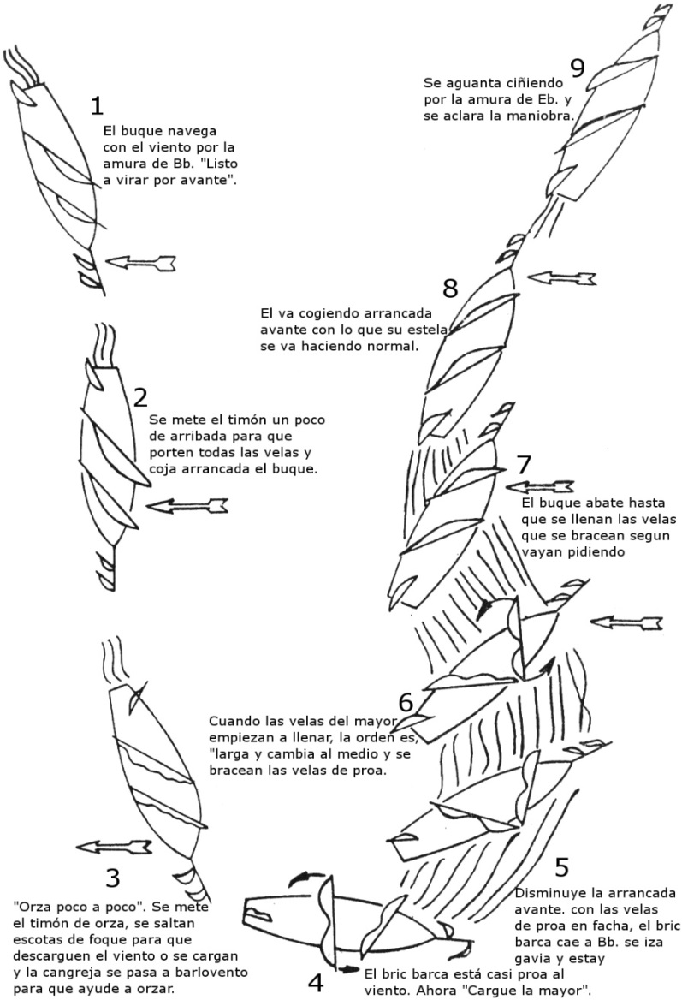 1
El buque navega
con el viento por la
amura de Bb. "Listo
a virar por avante".
2
Se mete el timón un poco
de arribada para que
porten todas las velas y
coja arrancada el buque.
3
"Orza poco a poco". Se mete
el timón de orza, se saltan
escotas de foque para que
descarguen el viento o se cargan
y la cangreja se pasa a barlovento
para que ayude a orzar.
4
El bric barca está casi proa al
viento. Ahora "Cargue la mayor".
5
Disminuye la arrancada
avante. con las velas
de proa en facha, el bric
barca cae a Bb. se iza
gavia y estay
6
Cuando las velas del mayor
empiezan a llenar, la orden es,
"larga y cambia al medio y se
bracean las velas de proa.
7
El buque abate hasta
que se llenan las velas
que se bracean segun
vayan pidiendo
8
El va cogiendo arrancada
avante con lo que su estela
se va haciendo normal.
9
Se aguanta ciñiendo
por la amura de Eb. y
se aclara la maniobra.